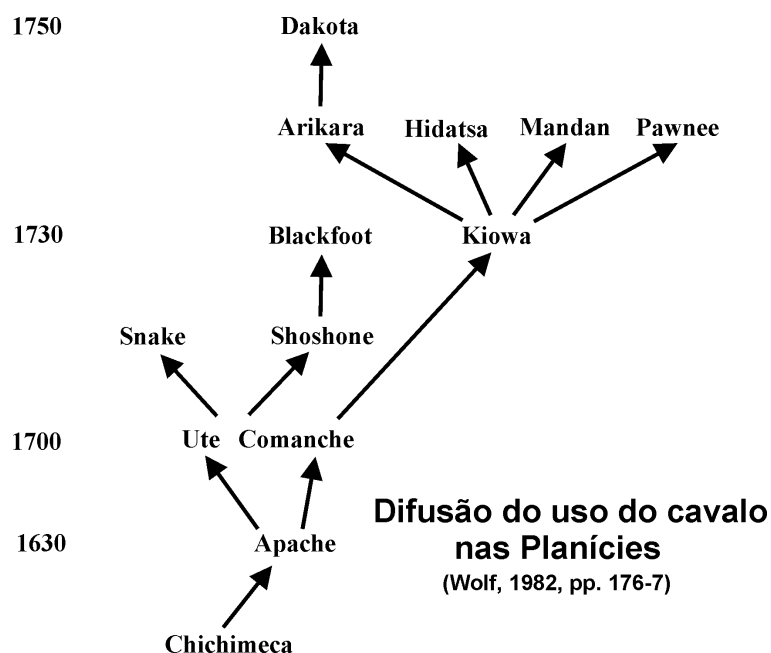 1750 Dakota
Arikara Hidatsa Mandan Pawnee
1730 Blackfoot Kiowa
Snake Shoshone
1700 Ute Comanche
Difusão do uso do cavalo
1630 Apache
nas Planícies
(Wolf, 1982, pp. 176-7)
Chichimeca